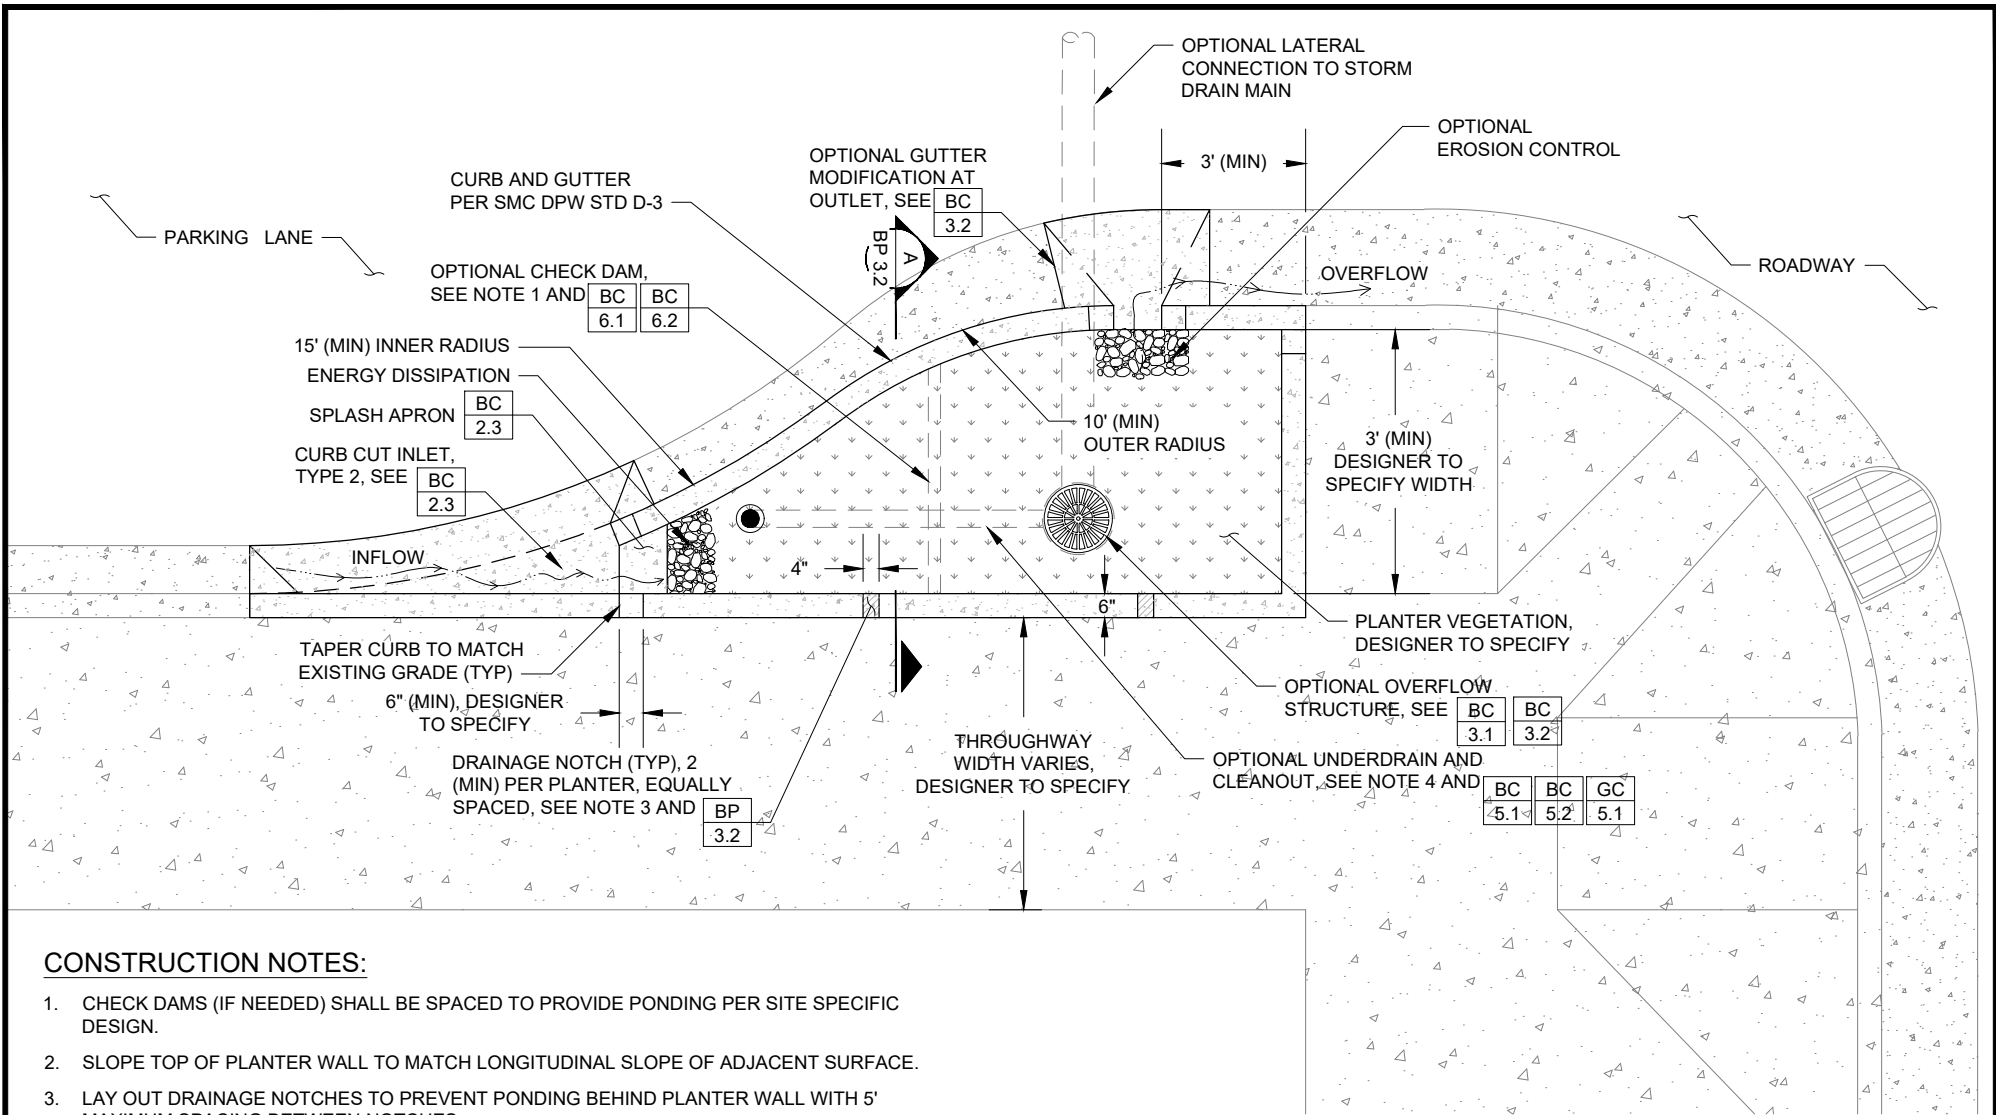 OPTIONAL LATERAL
CONNECTION TO STORM
DRAIN MAIN
OPTIONAL
EROSION CONTROL
3' (MIN)
OPTIONAL GUTTER
MODIFICATION AT
OUTLET, SEE BC 3.2
CURB AND GUTTER
PER SMC DPW STD D-3
PARKING LANE
A
BP 3.2
OVERFLOW
ROADWAY
OPTIONAL CHECK DAM,
SEE NOTE 1 AND BC 6.1 BC 6.2
15' (MIN) INNER RADIUS
ENERGY DISSIPATION
SPLASH APRON BC 2.3
CURB CUT INLET,
TYPE 2, SEE BC 2.3
10' (MIN)
OUTER RADIUS
3' (MIN)
DESIGNER TO
SPECIFY WIDTH
INFLOW
4"
6"
TAPER CURB TO MATCH
EXISTING GRADE (TYP)
6" (MIN), DESIGNER
TO SPECIFY
PLANTER VEGETATION,
DESIGNER TO SPECIFY
OPTIONAL OVERFLOW
STRUCTURE, SEE BC 3.1 BC 3.2
THROUGHWAY
WIDTH VARIES,
DESIGNER TO SPECIFY
OPTIONAL UNDERDRAIN AND
CLEANOUT, SEE NOTE 4 AND BC 5.1 BC 5.2 GC 5.1
DRAINAGE NOTCH (TYP), 2
(MIN) PER PLANTER, EQUALLY
SPACED, SEE NOTE 3 AND BP 3.2
CONSTRUCTION NOTES:
1. CHECK DAMS (IF NEEDED) SHALL BE SPACED TO PROVIDE PONDING PER SITE SPECIFIC
DESIGN.
2. SLOPE TOP OF PLANTER WALL TO MATCH LONGITUDINAL SLOPE OF ADJACENT SURFACE.
3. LAY OUT DRAINAGE NOTCHES TO PREVENT PONDING BEHIND PLANTER WALL WITH 5'
MAXIMUM SPACING BETWEEN NOTCHES